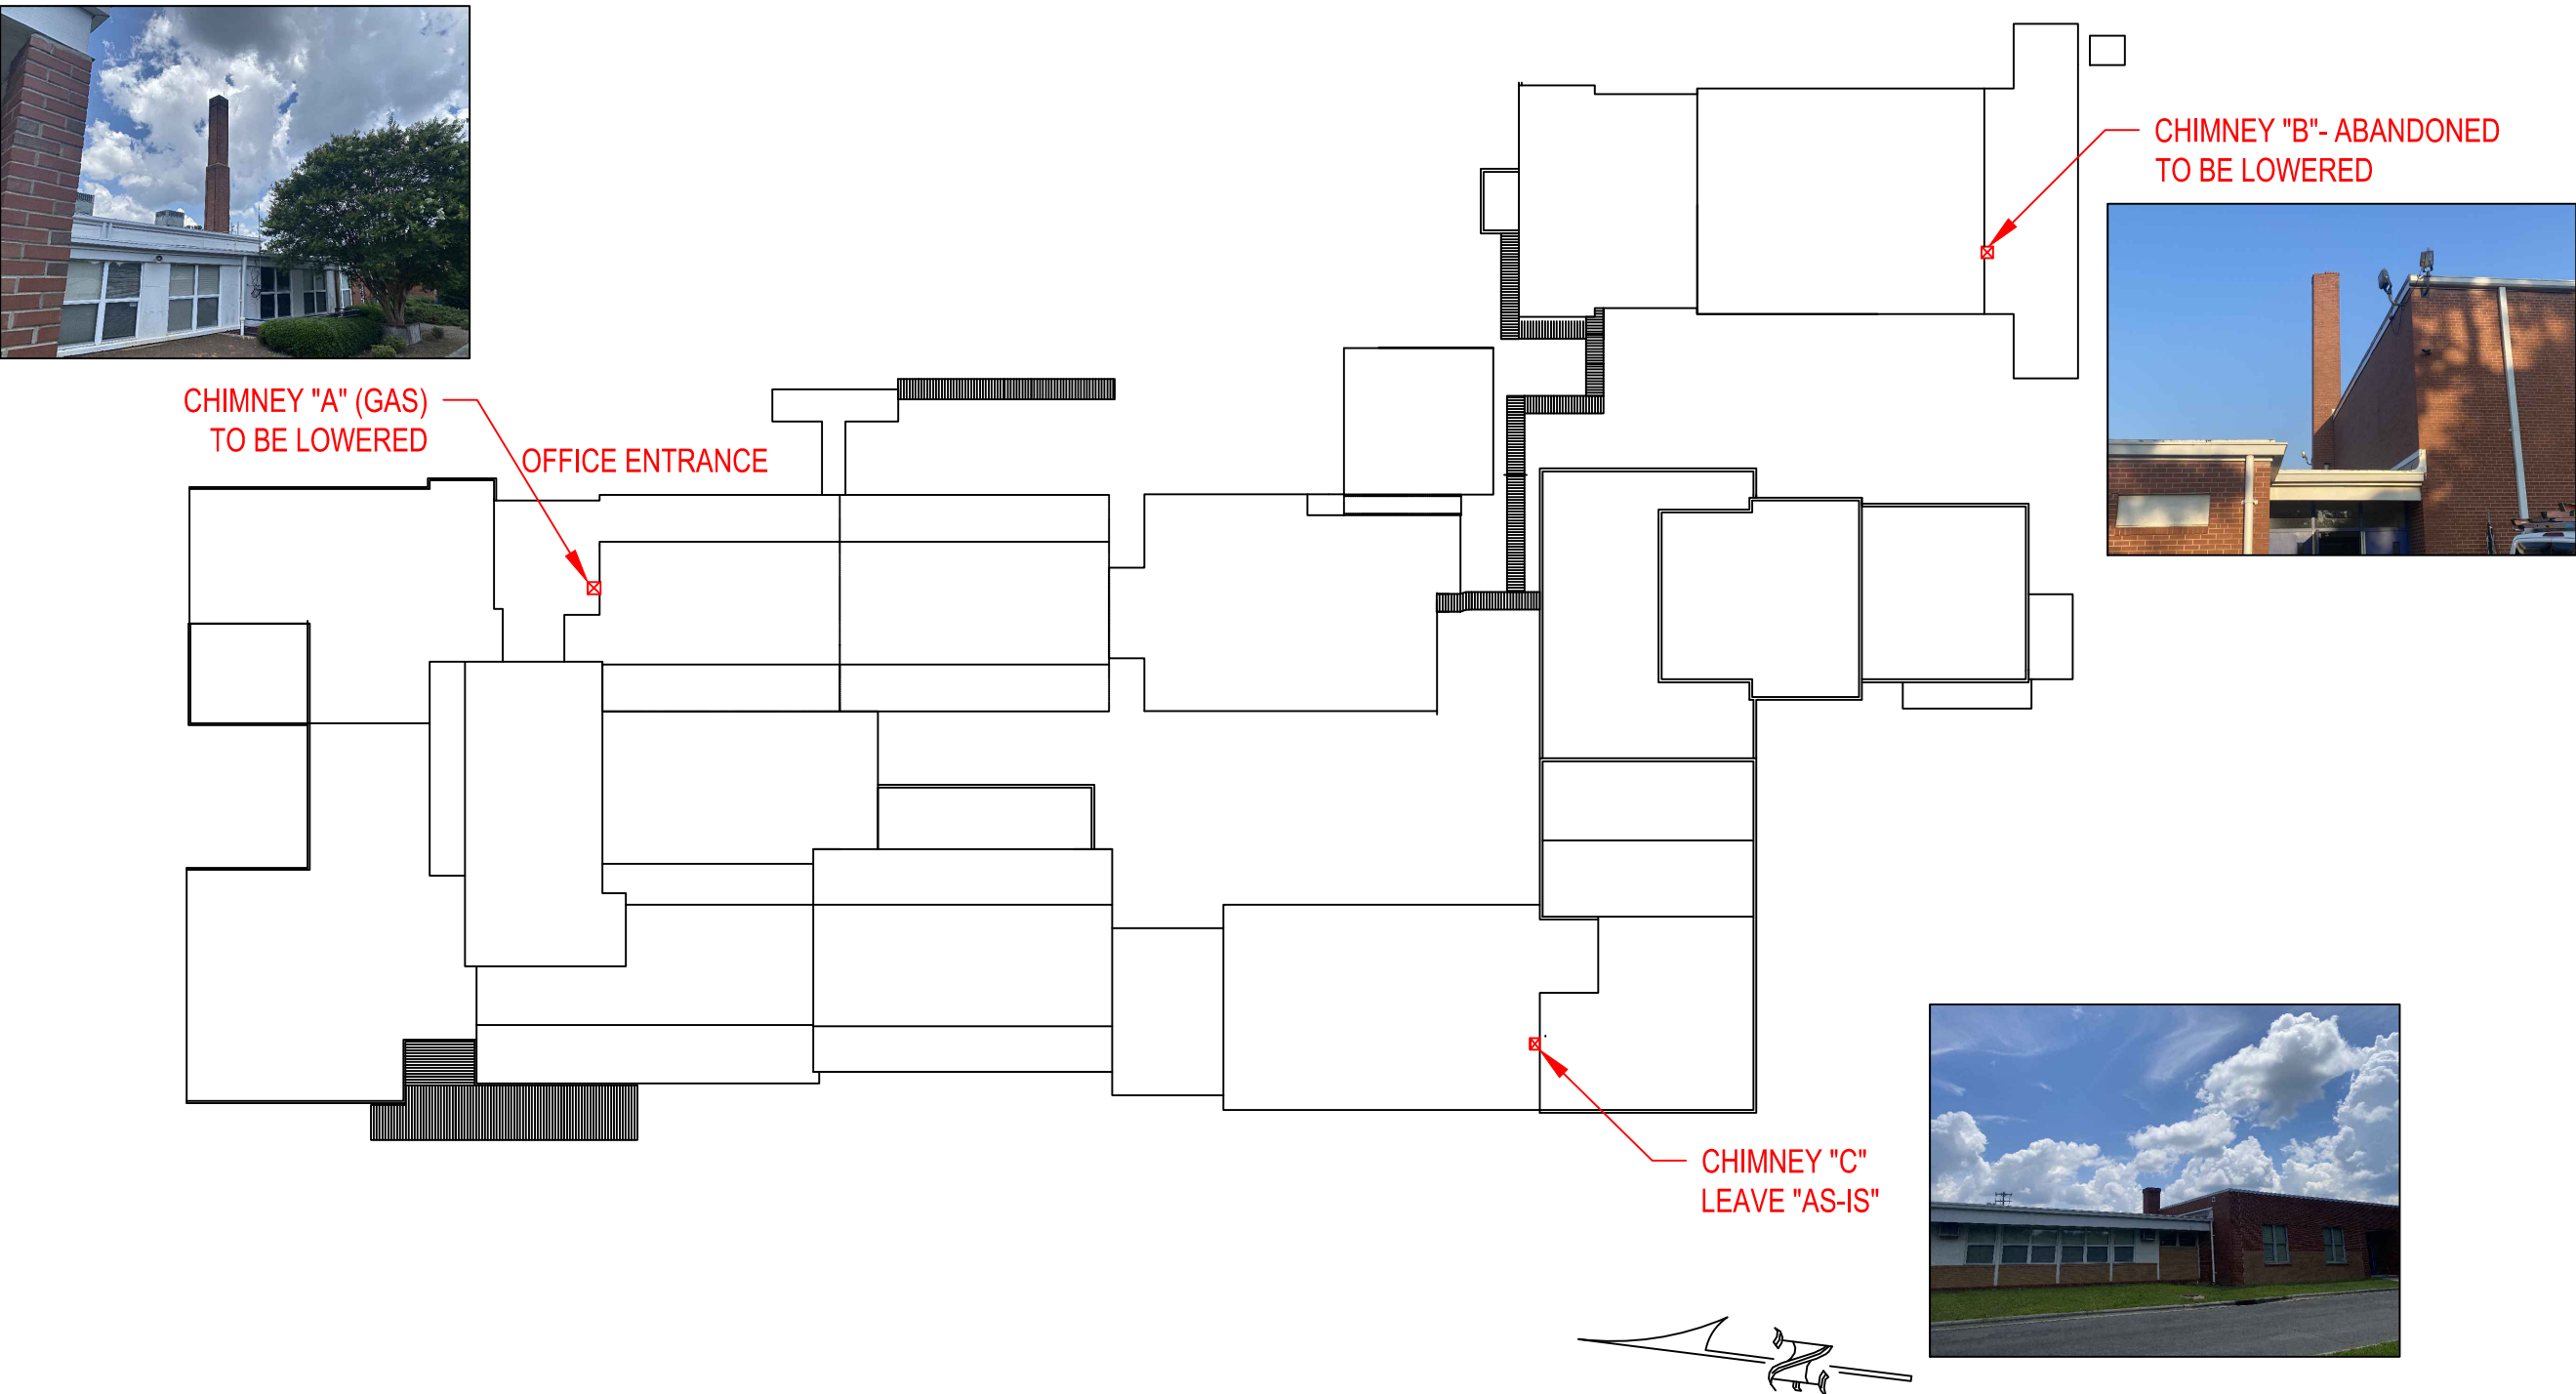 CHIMNEY "B"- ABANDONED
TO BE LOWERED
CHIMNEY "A" (GAS)
TO BE LOWERED
OFFICE ENTRANCE
CHIMNEY "C"
LEAVE "AS-IS"
N